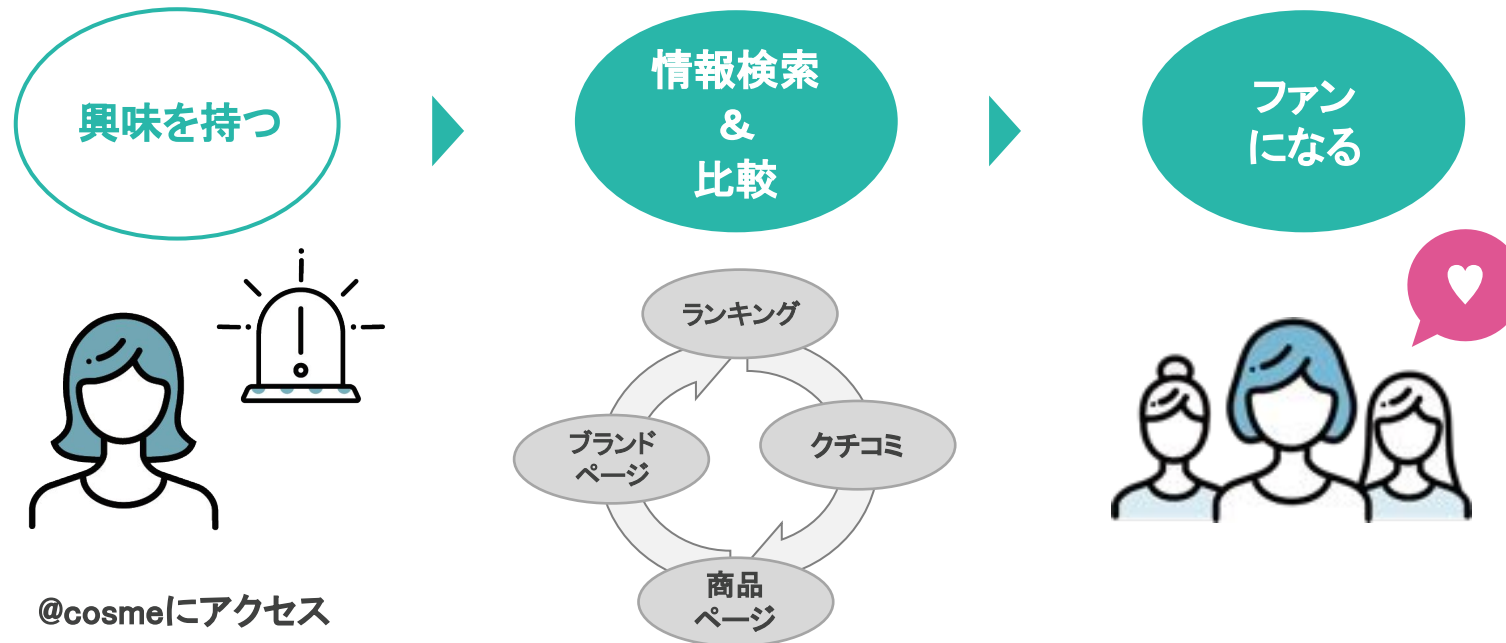 興味を持つ
情報検索
&
比較
ファン
になる
ランキング
ブランド
ページ
クチコミ
商品
ページ
@cosmeにアクセス